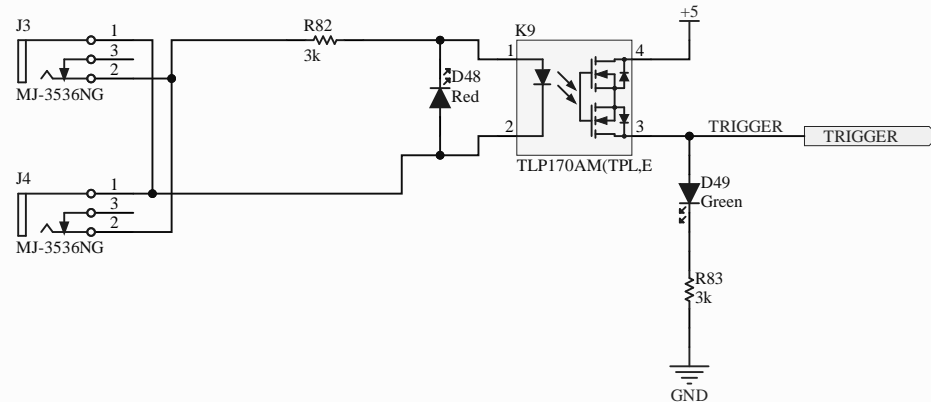 J3
1
3
2
MJ-3536NG
R82
3k
D48
Red
K9
1
2
4
3
+5
TLP170AM(TPL,E
TRIGGER
TRIGGER
J4
1
3
2
MJ-3536NG
D49
Green
R83
3k
GND